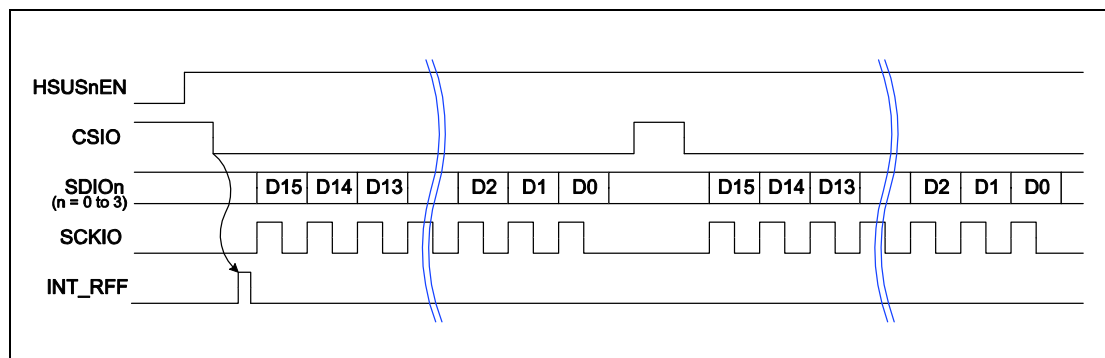 HSUSnEN
CSIO
SDIOn D15 D14 D13 D2 D1 D0 D15 D14 D13 D2 D1 D0
(n = 0 to 3)
SCKIO
INT_RFF